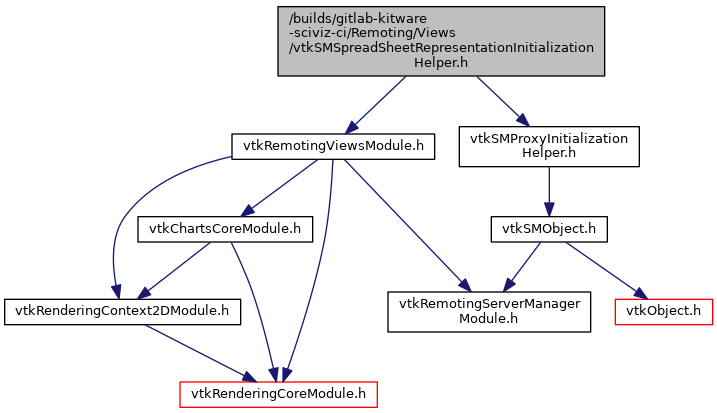 /builds/gitlab-kitware
-sciviz-ci/Remoting/Views
/vtkSMSpreadSheetRepresentationInitialization
Helper.h
vtkRemotingViewsModule.h
vtkSMProxyInitialization
Helper.h
vtkChartsCoreModule.h
vtkSMObject.h
vtkRenderingContext2DModule.h
vtkRemotingServerManager
Module.h
vtkObject.h
vtkRenderingCoreModule.h